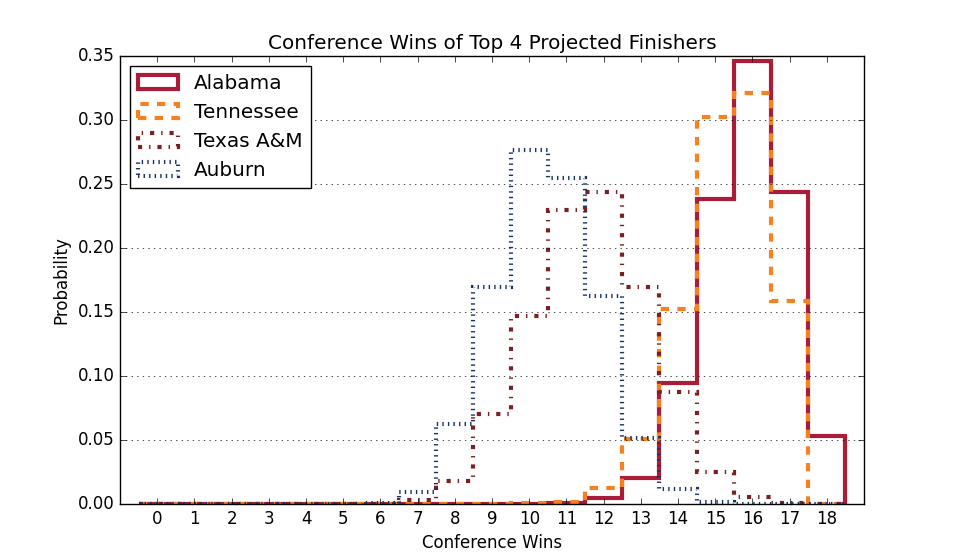 Conference Wins of Top 4 Projected Finishers
0.35
0.30
0.25
0.20
0.15
0.10
0.05
0.00
Probability
Alabama
Tennessee
Texas A&M
Auburn
0 1 2 3 4 5 6 7 8 9 10 11 12 13 14 15 16 17 18
Conference Wins